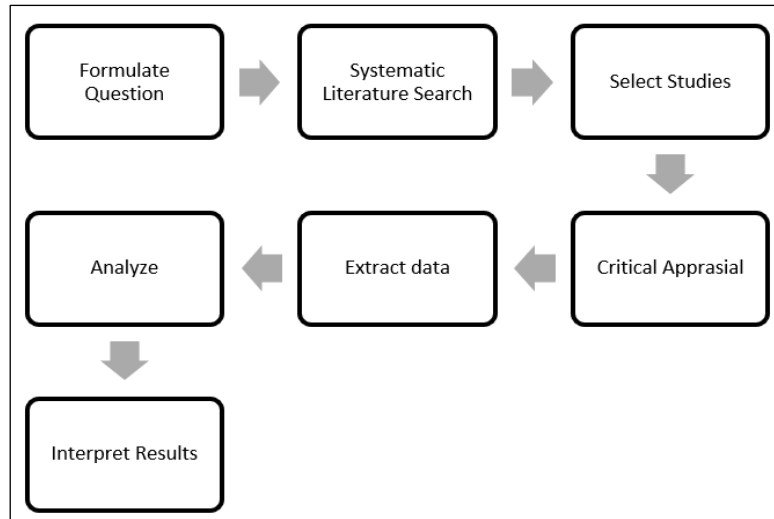 Formulate
Question
Systematic
Literature Search
Select Studies
Critical Apprasial
Extract data
Analyze
Interpret Results